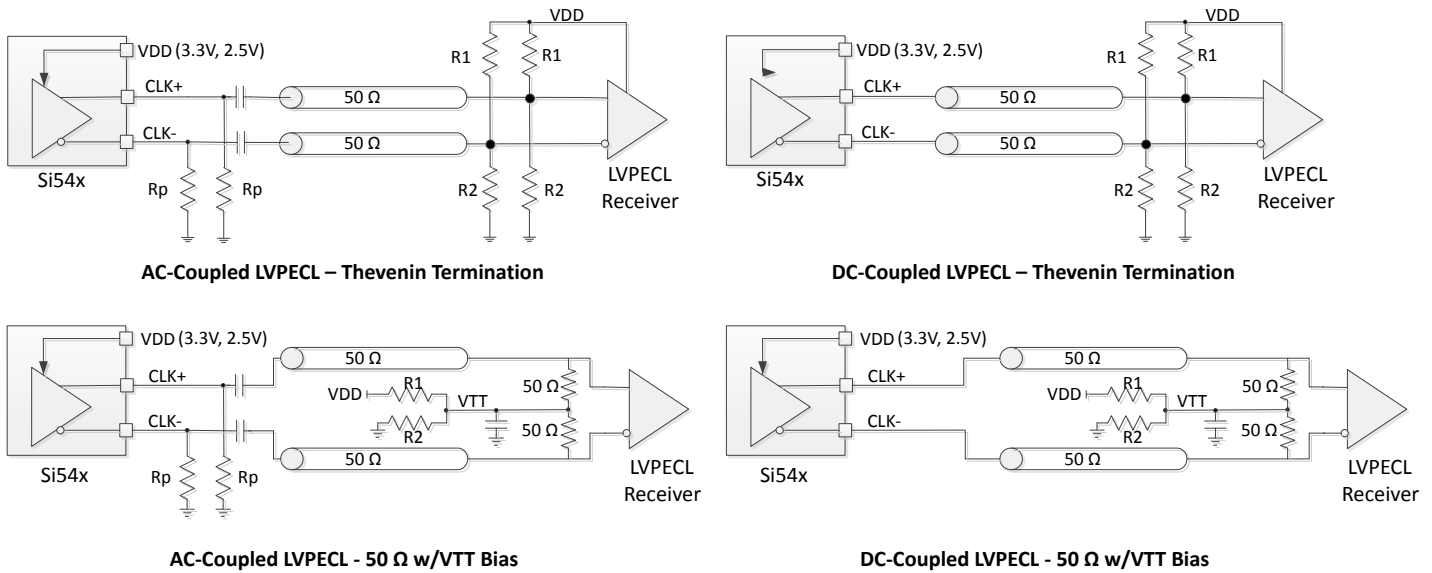 VDD
R1
R1
VDD (3.3V, 2.5V)
CLK+
50 Ω
CLK-
50 Ω
Si54x
Rp
Rp
R2
R2
LVPECL
Receiver
AC-Coupled LVPECL – Thevenin Termination
VDD
R1
R1
VDD (3.3V, 2.5V)
CLK+
50 Ω
CLK-
50 Ω
Si54x
R2
R2
LVPECL
Receiver
DC-Coupled LVPECL – Thevenin Termination
VDD (3.3V, 2.5V)
50 Ω
CLK+
R1
VDD
VTT
50 Ω
CLK-
R2
50 Ω
50 Ω
Si54x
Rp
Rp
LVPECL
Receiver
AC-Coupled LVPECL - 50 Ω w/VTT Bias
VDD (3.3V, 2.5V)
50 Ω
CLK+
R1
VDD
VTT
50 Ω
CLK-
R2
50 Ω
50 Ω
Si54x
LVPECL
Receiver
DC-Coupled LVPECL - 50 Ω w/VTT Bias